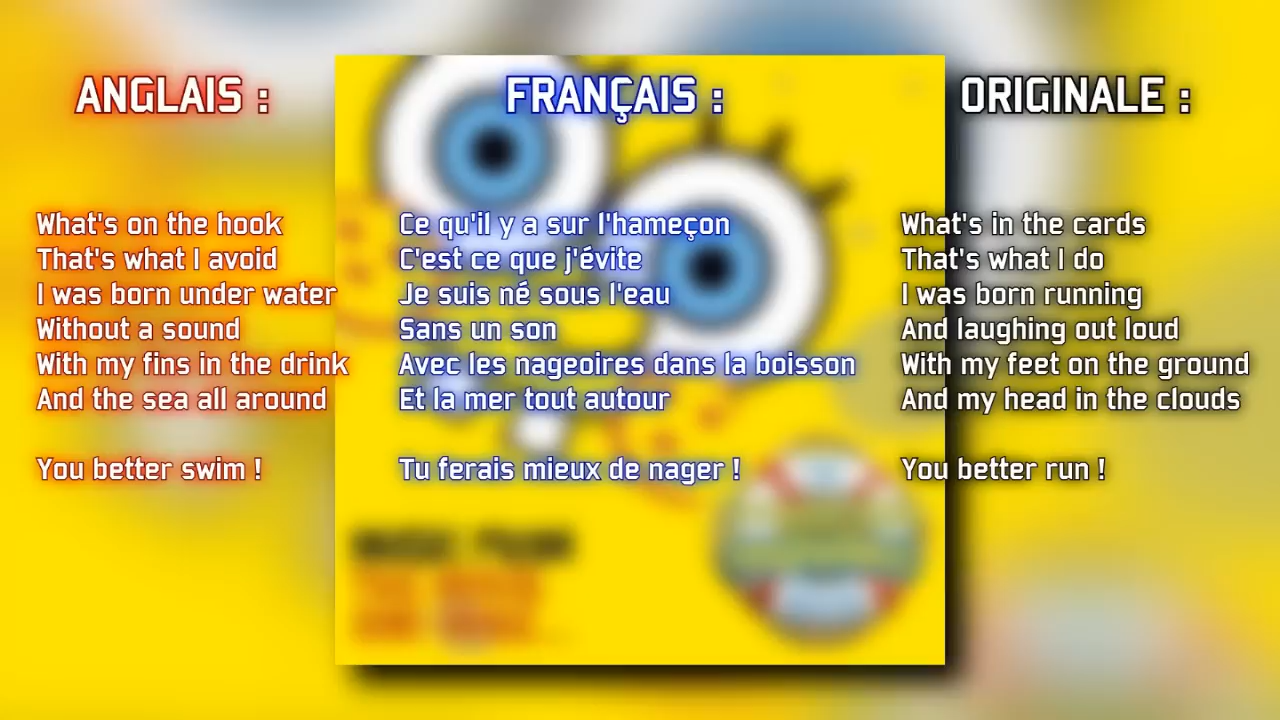 ANGLAIS :
What's on the hook
That's what I avoid
I was born under water
Without a sound
With my fins in the drink
And the sea all around
You better swim !
FRANÇAIS :
Ce qu'il y a sur l'hameçon
C'est ce que j'évite
Je suis né sous l'eau
Sans un son
Avec les nageoires dans la boisson
Et la mer tout autour
Tu ferais mieux de nager !
ORIGINALE :
What's in the cards
That's what I do
I was born running
And laughing out loud
With my feet on the ground
And my head in the clouds
You better run !